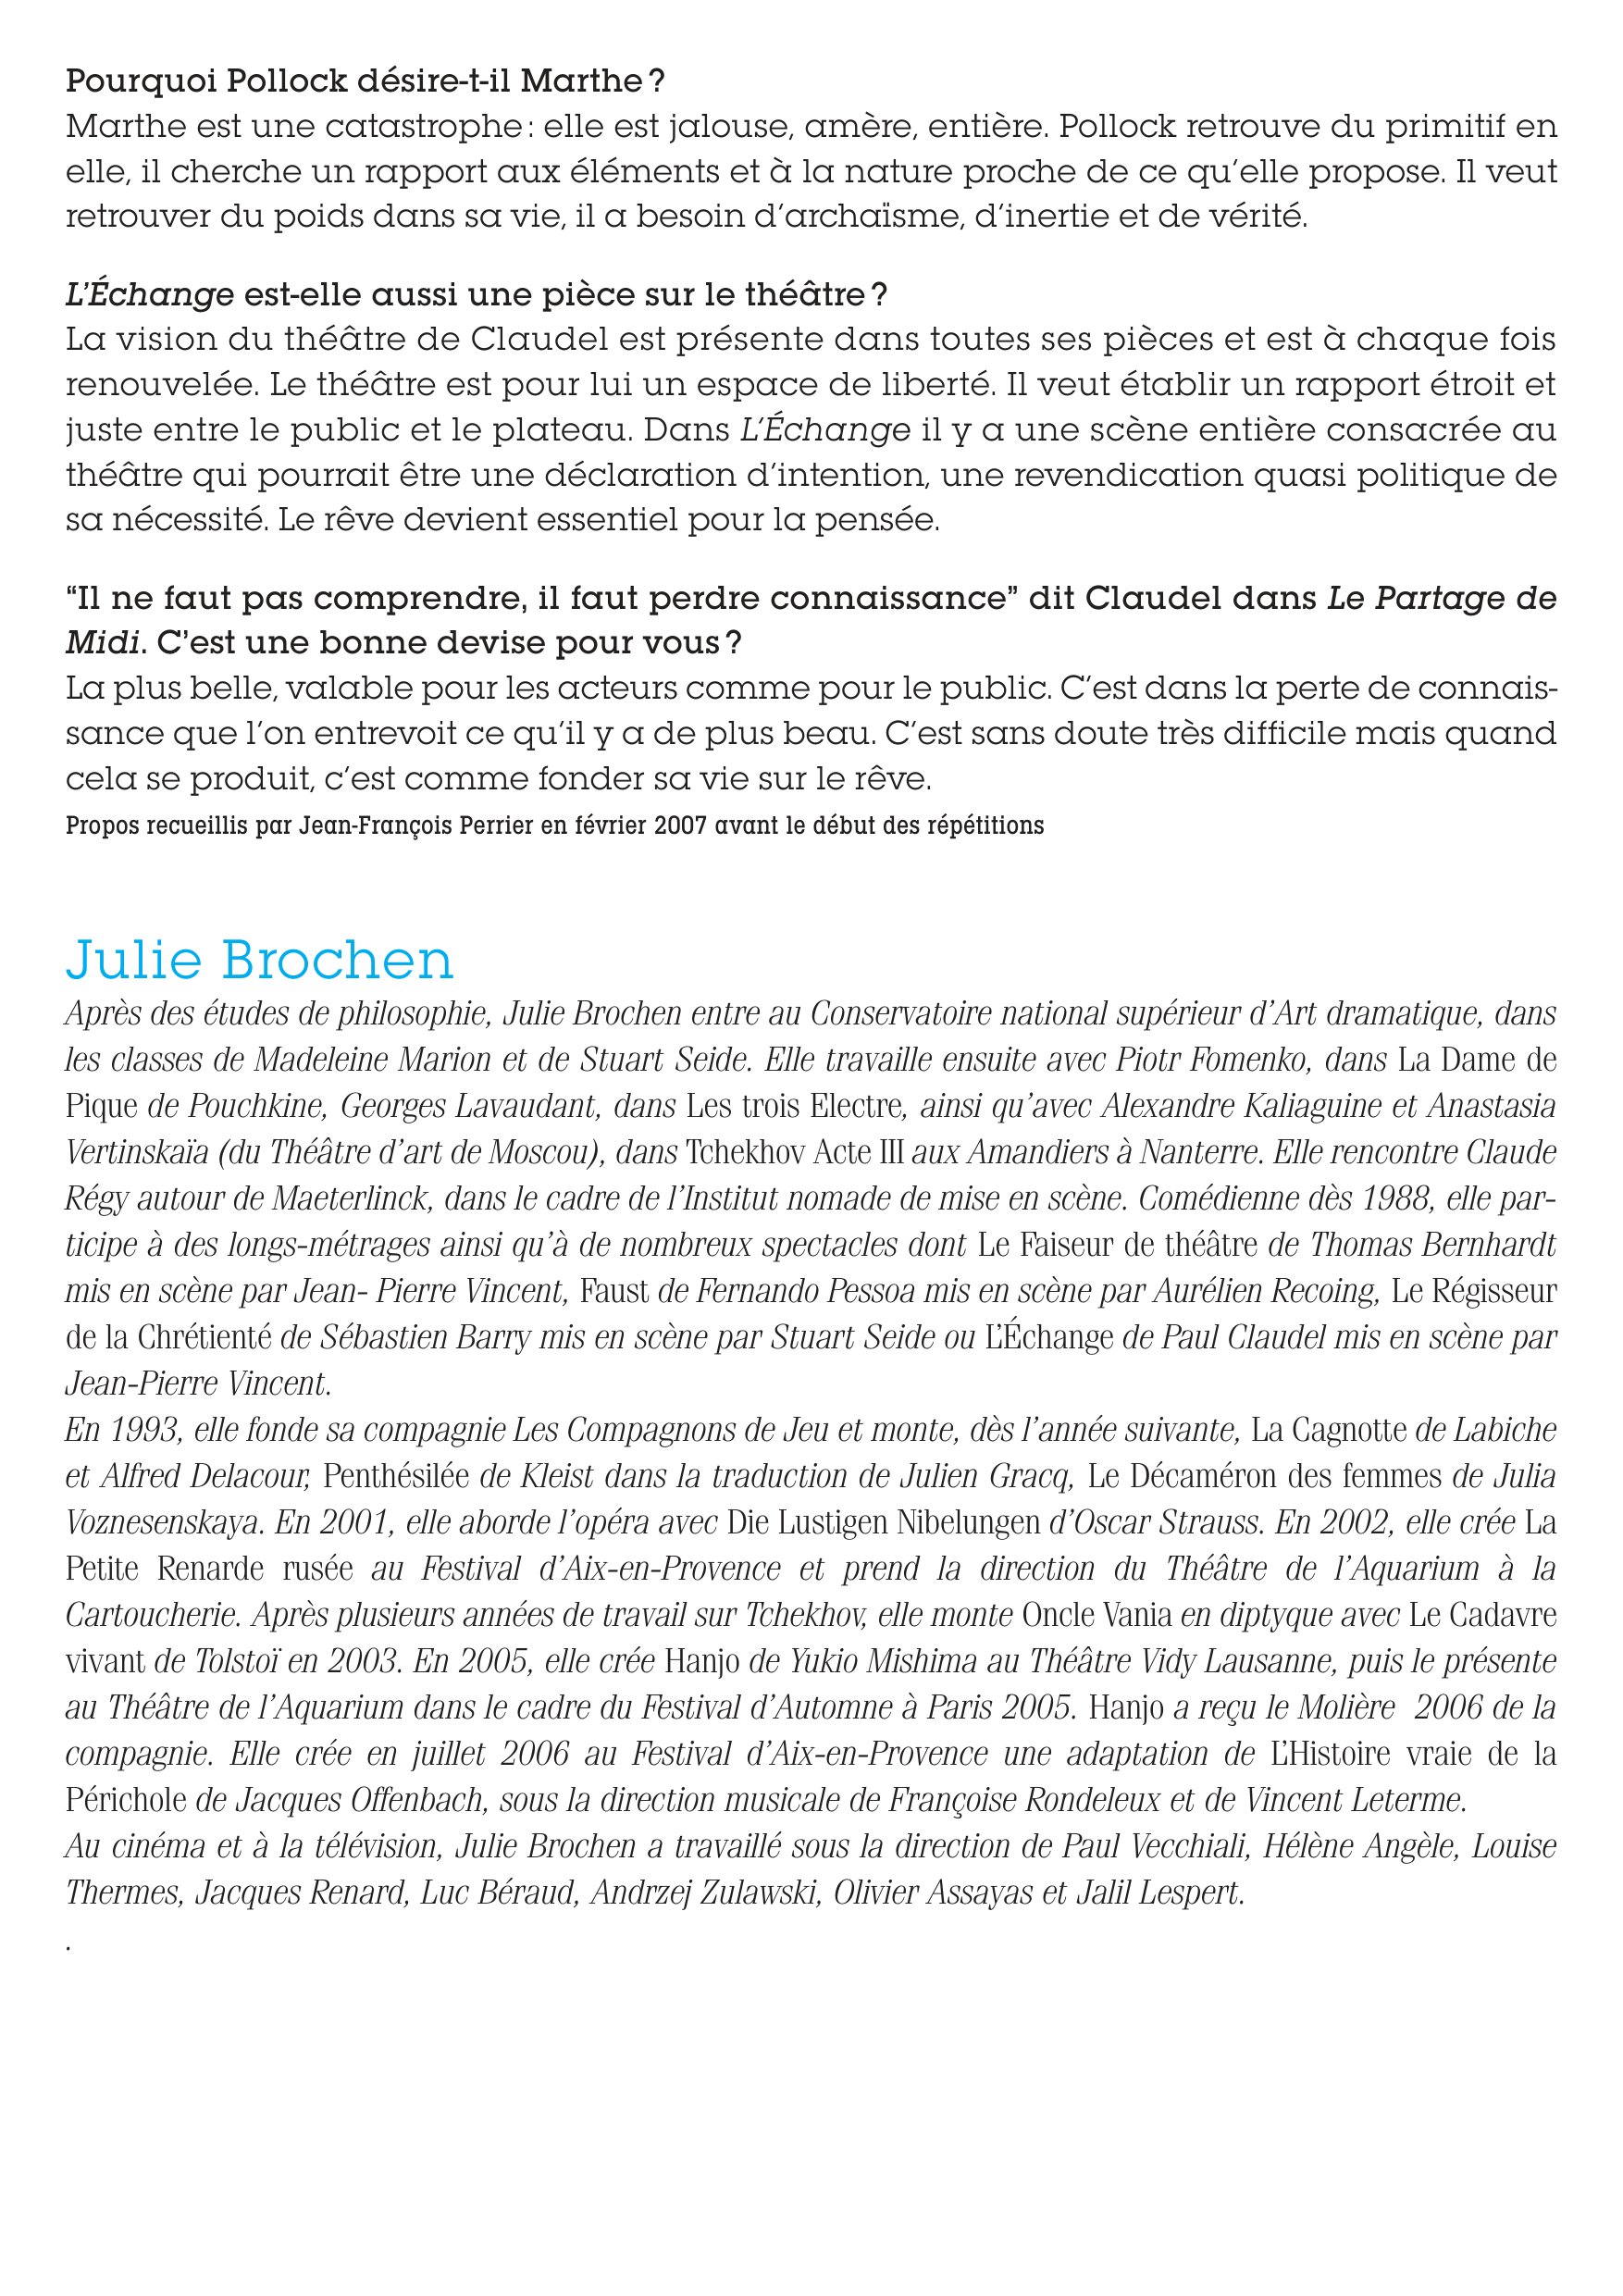 Pourquoi Pollock désire-t-il Marthe ?
Marthe est une catastrophe : elle est jalouse, amère, entière. Pollock retrouve du primitif en
elle, il cherche un rapport aux éléments et à la nature proche de ce qu’elle propose. Il veut
retrouver du poids dans sa vie, il a besoin d’archaïsme, d’inertie et de vérité.
L’Échange est-elle aussi une pièce sur le théâtre ?
La vision du théâtre de Claudel est présente dans toutes ses pièces et est à chaque fois
renouvelée. Le théâtre est pour lui un espace de liberté. Il veut établir un rapport étroit et
juste entre le public et le plateau. Dans L’Échange il y a une scène entière consacrée au
théâtre qui pourrait être une déclaration d’intention, une revendication quasi politique de
sa nécessité. Le rêve devient essentiel pour la pensée.
“Il ne faut pas comprendre, il faut perdre connaissance” dit Claudel dans Le Partage de
Midi. C’est une bonne devise pour vous ?
La plus belle, valable pour les acteurs comme pour le public. C’est dans la perte de connais-
sance que l’on entrevoit ce qu’il y a de plus beau. C’est sans doute très difficile mais quand
cela se produit, c’est comme fonder sa vie sur le rêve.
Propos recueillis par Jean-François Perrier en février 2007 avant le début des répétitions
Julie Brochen
Après des études de philosophie, Julie Brochen entre au Conservatoire national supérieur d’Art dramatique, dans
les classes de Madeleine Marion et de Stuart Seide. Elle travaille ensuite avec Piotr Fomenko, dans La Dame de
Pique de Pouchkine, Georges Lavaudant, dans Les trois Electre, ainsi qu’avec Alexandre Kaliaguine et Anastasia
Vertinskaïa (du Théâtre d’art de Moscou), dans Tchekhov Acte III aux Amandiers à Nanterre. Elle rencontre Claude
Régy autour de Maeterlinck, dans le cadre de l’Institut nomade de mise en scène. Comédienne dès 1988, elle par-
ticipe à des longs-métrages ainsi qu’à de nombreux spectacles dont Le Faiseur de théâtre de Thomas Bernhardt
mis en scène par Jean- Pierre Vincent, Faust de Fernando Pessoa mis en scène par Aurélien Recoing, Le Régisseur
de la Chrétienté de Sébastien Barry mis en scène par Stuart Seide ou L’Échange de Paul Claudel mis en scène par
Jean-Pierre Vincent.
En 1993, elle fonde sa compagnie Les Compagnons de Jeu et monte, dès l’année suivante, La Cagnotte de Labiche
et Alfred Delacour, Penthésilée de Kleist dans la traduction de Julien Gracq, Le Décaméron des femmes de Julia
Voznesenskaya. En 2001, elle aborde l’opéra avec Die Lustigen Nibelungen d’Oscar Strauss. En 2002, elle crée La
Petite Renarde rusée au Festival d’Aix-en-Provence et prend la direction du Théâtre de l’Aquarium à la
Cartoucherie. Après plusieurs années de travail sur Tchekhov, elle monte Oncle Vania en diptyque avec Le Cadavre
vivant de Tolstoï en 2003. En 2005, elle crée Hanjo de Yukio Mishima au Théâtre Vidy Lausanne, puis le présente
au Théâtre de l’Aquarium dans le cadre du Festival d’Automne à Paris 2005. Hanjo a reçu le Molière 2006 de la
compagnie. Elle crée en juillet 2006 au Festival d’Aix-en-Provence une adaptation de L’Histoire vraie de la
Périchole de Jacques Offenbach, sous la direction musicale de Françoise Rondeleux et de Vincent Leterme.
Au cinéma et à la télévision, Julie Brochen a travaillé sous la direction de Paul Vecchiali, Hélène Angèle, Louise
Thermes, Jacques Renard, Luc Béraud, Andrzej Zulawski, Olivier Assayas et Jalil Lespert.
.